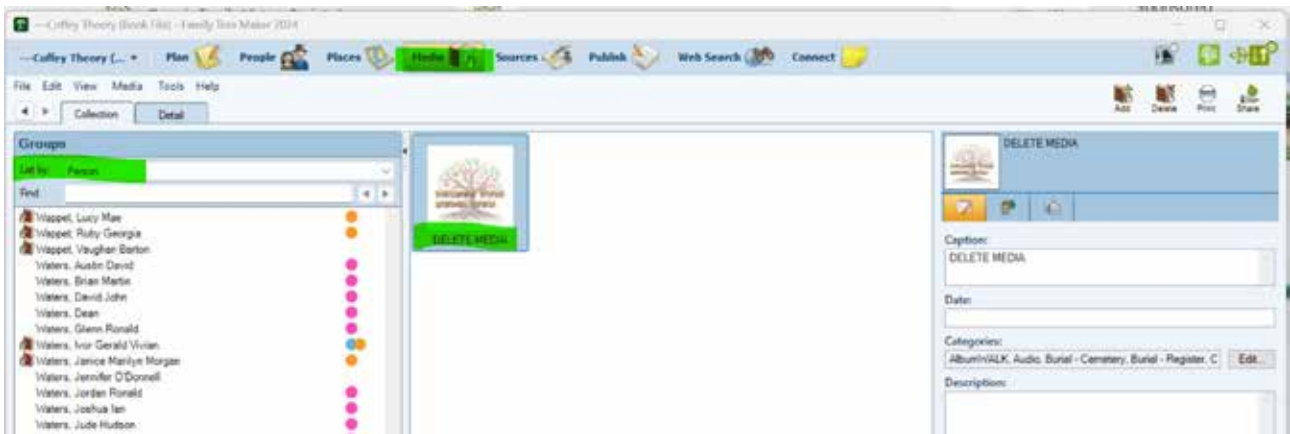 ---Coffey Theory (Book File) - Family Tree Maker 2024
---Coffey Theory (... Plan People Places Media Sources Publish Web Search Connect
File Edit View Media Tools Help
Add Delete Print Share
Collection Detail
Groups
List by: Person
Find:
Wappet, Lucy Mae
Wappet, Ruby Georgia
Wappet, Vaughan Barton
Waters, Austin David
Waters, Brian Martin
Waters, David John
Waters, Dean
Waters, Glenn Ronald
Waters, Ivor Gerald Vivian
Waters, Janice Marilyn Morgan
Waters, Jennifer O'Donnell
Waters, Jordan Ronald
Waters, Joshua Ian
Waters, Jude Hudson
DELETE MEDIA
DELETE MEDIA
Caption:
DELETE MEDIA
Date:
Categories:
Album\WALK, Audio, Burial - Cemetery, Burial - Register, C Edit...
Description: